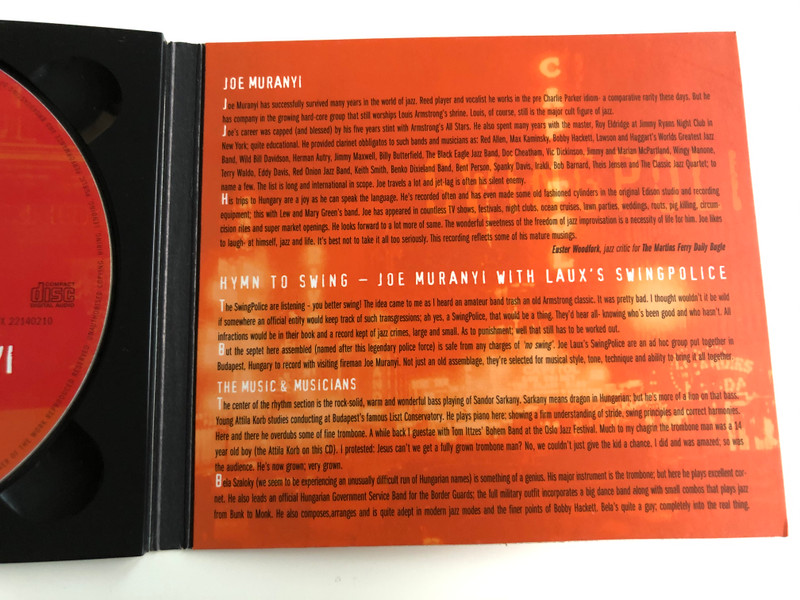 JOE MURANYI
Joe Muranyi has successfully survived many years in the world of jazz. Reed player and vocalist he works in the pre Charlie Parker idiom- a comparative rarity these days. But he
has company in the growing hard-core group that still worships Louis Armstrong's shrine. Louis, of course, still is the major cult figure of jazz.
Joe's career was capped (and blessed) by his five years stint with Armstrong's All Stars. He also spent many years with the master, Roy Eldridge at Jimmy Ryans Night Club in
New York; quite educational. He provided clarinet obligatos to such bands and musicians as: Red Allen, Max Kaminsky, Bobby Hackett, Lawson and Haggart's Worlds Greatest Jazz
Band, Wild Bill Davidson, Herman Autry, Jimmy Maxwell, Billy Butterfield, The Black Eagle Jazz Band, Doc Cheatham, Vic Dickinson, Jimmy and Marian McPartland, Wingy Manone,
Terry Waldo, Eddy Davis, Red Onion Jazz Band, Keith Smith, Benko Dixieland Band, Bent Person, Spanky Davis, Irakli, Bob Barnard, Theis Jensen and The Classic Jazz Quartet; to
name a few. The list is long and international in scope. Joe travels a lot and jet-lag is often his silent enemy.
His trips to Hungary are a joy as he can speak the language. He's recorded often and has even made some old fashioned cylinders in the original Edison studio and recording
equipment; this with Lew and Mary Green's band. Joe has appeared in countless TV shows, festivals, night clubs, ocean cruises, lawn parties, weddings, routs, pig killing, circum-
cision rites and super market openings. He looks forward to a lot more of same. The wonderful sweetness of the freedom of jazz improvisation is a necessity of life for him. Joe likes
to laugh- at himself, jazz and life. It's best not to take it all too seriously. This recording reflects some of his mature musings.
Easter Woodfork, jazz critic for The Martins Ferry Daily Bugle
HYMN TO SWING – JOE MURANYI WITH LAUX'S SWINGPOLICE
The SwingPolice are listening - you better swing! The idea came to me as I heard an amateur band trash an old Armstrong classic. It was pretty bad. I thought wouldn't it be wild
if somewhere an official entity would keep track of such transgressions; ah yes, a SwingPolice, that would be a thing. They'd hear all- knowing who's been good and who hasn't. All
infractions would be in their book and a record kept of jazz crimes, large and small. As to punishment; well that still has to be worked out.
But the septet here assembled (named after this legendary police force) is safe from any charges of 'no swing'. Joe Laux's SwingPolice are an ad hoc group put together in
Budapest, Hungary to record with visiting fireman Joe Muranyi. Not just an old assemblage, they're selected for musical style, tone, technique and ability to bring it all together.
THE MUSIC & MUSICIANS
The center of the rhythm section is the rock-solid, warm and wonderful bass playing of Sandor Sarkany. Sarkany means dragon in Hungarian; but he's more of a lion on that bass.
Young Attila Korb studies conducting at Budapest's famous Liszt Conservatory. He plays piano here; showing a firm understanding of stride, swing principles and correct harmonies.
Here and there he overdubs some of fine trombone. A while back I guestae with Tom Ittzes' Bohem Band at the Oslo Jazz Festival. Much to my chagrin the trombone man was a 14
year old boy (the Attila Korb on this CD). I protested: Jesus can't we get a fully grown trombone man? No, we couldn't just give the kid a chance. I did and was amazed; so was
the audience. He's now grown; very grown.
Bela Szaloky (we seem to be experiencing an unusually difficult run of Hungarian names) is something of a genius. His major instrument is the trombone; but here he plays excellent cor-
net. He also leads an official Hungarian Government Service Band for the Border Guards; the full military outfit incorporates a big dance band along with small combos that plays jazz
from Bunk to Monk. He also composes,arranges and is quite adept in modern jazz modes and the finer points of Bobby Hackett. Bela's quite a guy; completely into the real thing.
COMPACT
disc
DIGITAL AUDIO
22140210